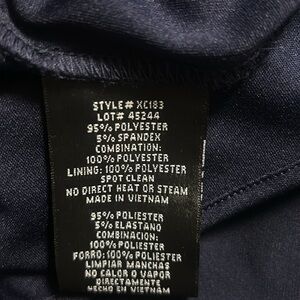 STYLE# XC183
LOT# 45244
95% POLYESTER
5% SPANDEX
COMBINATION:
100% POLYESTER
LINING: 100% POLYESTER
SPOT CLEAN
NO DIRECT HEAT OR STEAM
MADE IN VIETNAM
95% POLIESTER
5% ELASTANO
COMBINACION:
100% POLIESTER
FORRO: 100% POLIESTER
LIMPIAR MANCHAS
NO CALOR O VAPOR
DIRECTAMENTE
HECHO EN VIETNAM